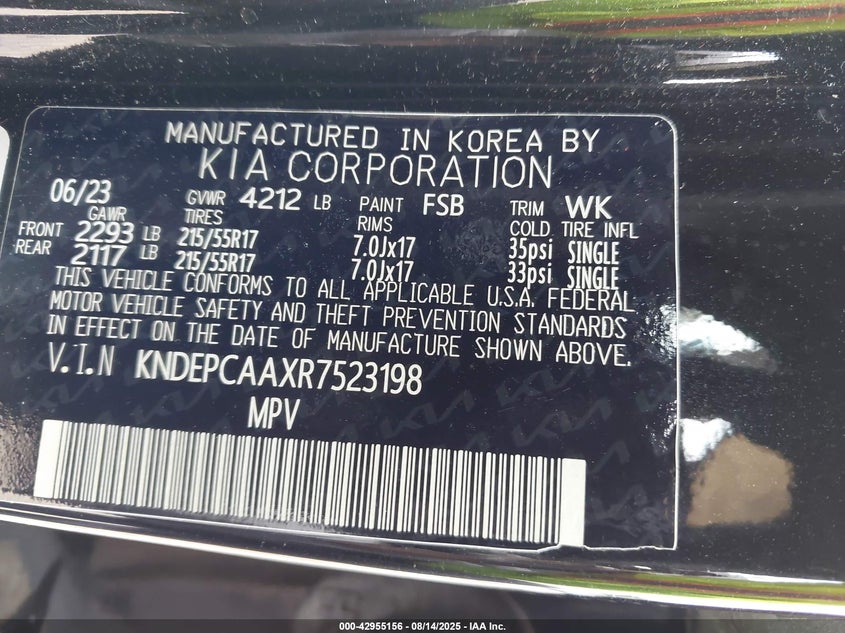 MANUFACTURED IN KOREA BY
KIA CORPORATION
06/23 GVWR 4212 LB PAINT FSB TRIM WK
GAWR TIRES RIMS COLD TIRE INFL
FRONT 2293 LB 215/55R17 7.0Jx17 35psi SINGLE
REAR 2117 LB 215/55R17 7.0Jx17 33psi SINGLE
THIS VEHICLE CONFORMS TO ALL APPLICABLE U.S.A. FEDERAL
MOTOR VEHICLE SAFETY AND THEFT PREVENTION STANDARDS
IN EFFECT ON THE DATE OF MANUFACTURE SHOWN ABOVE.
V.I.N KNDEPCAAXR7523198
MPV
000-42955156 - 08/14/2025 - IAA Inc.